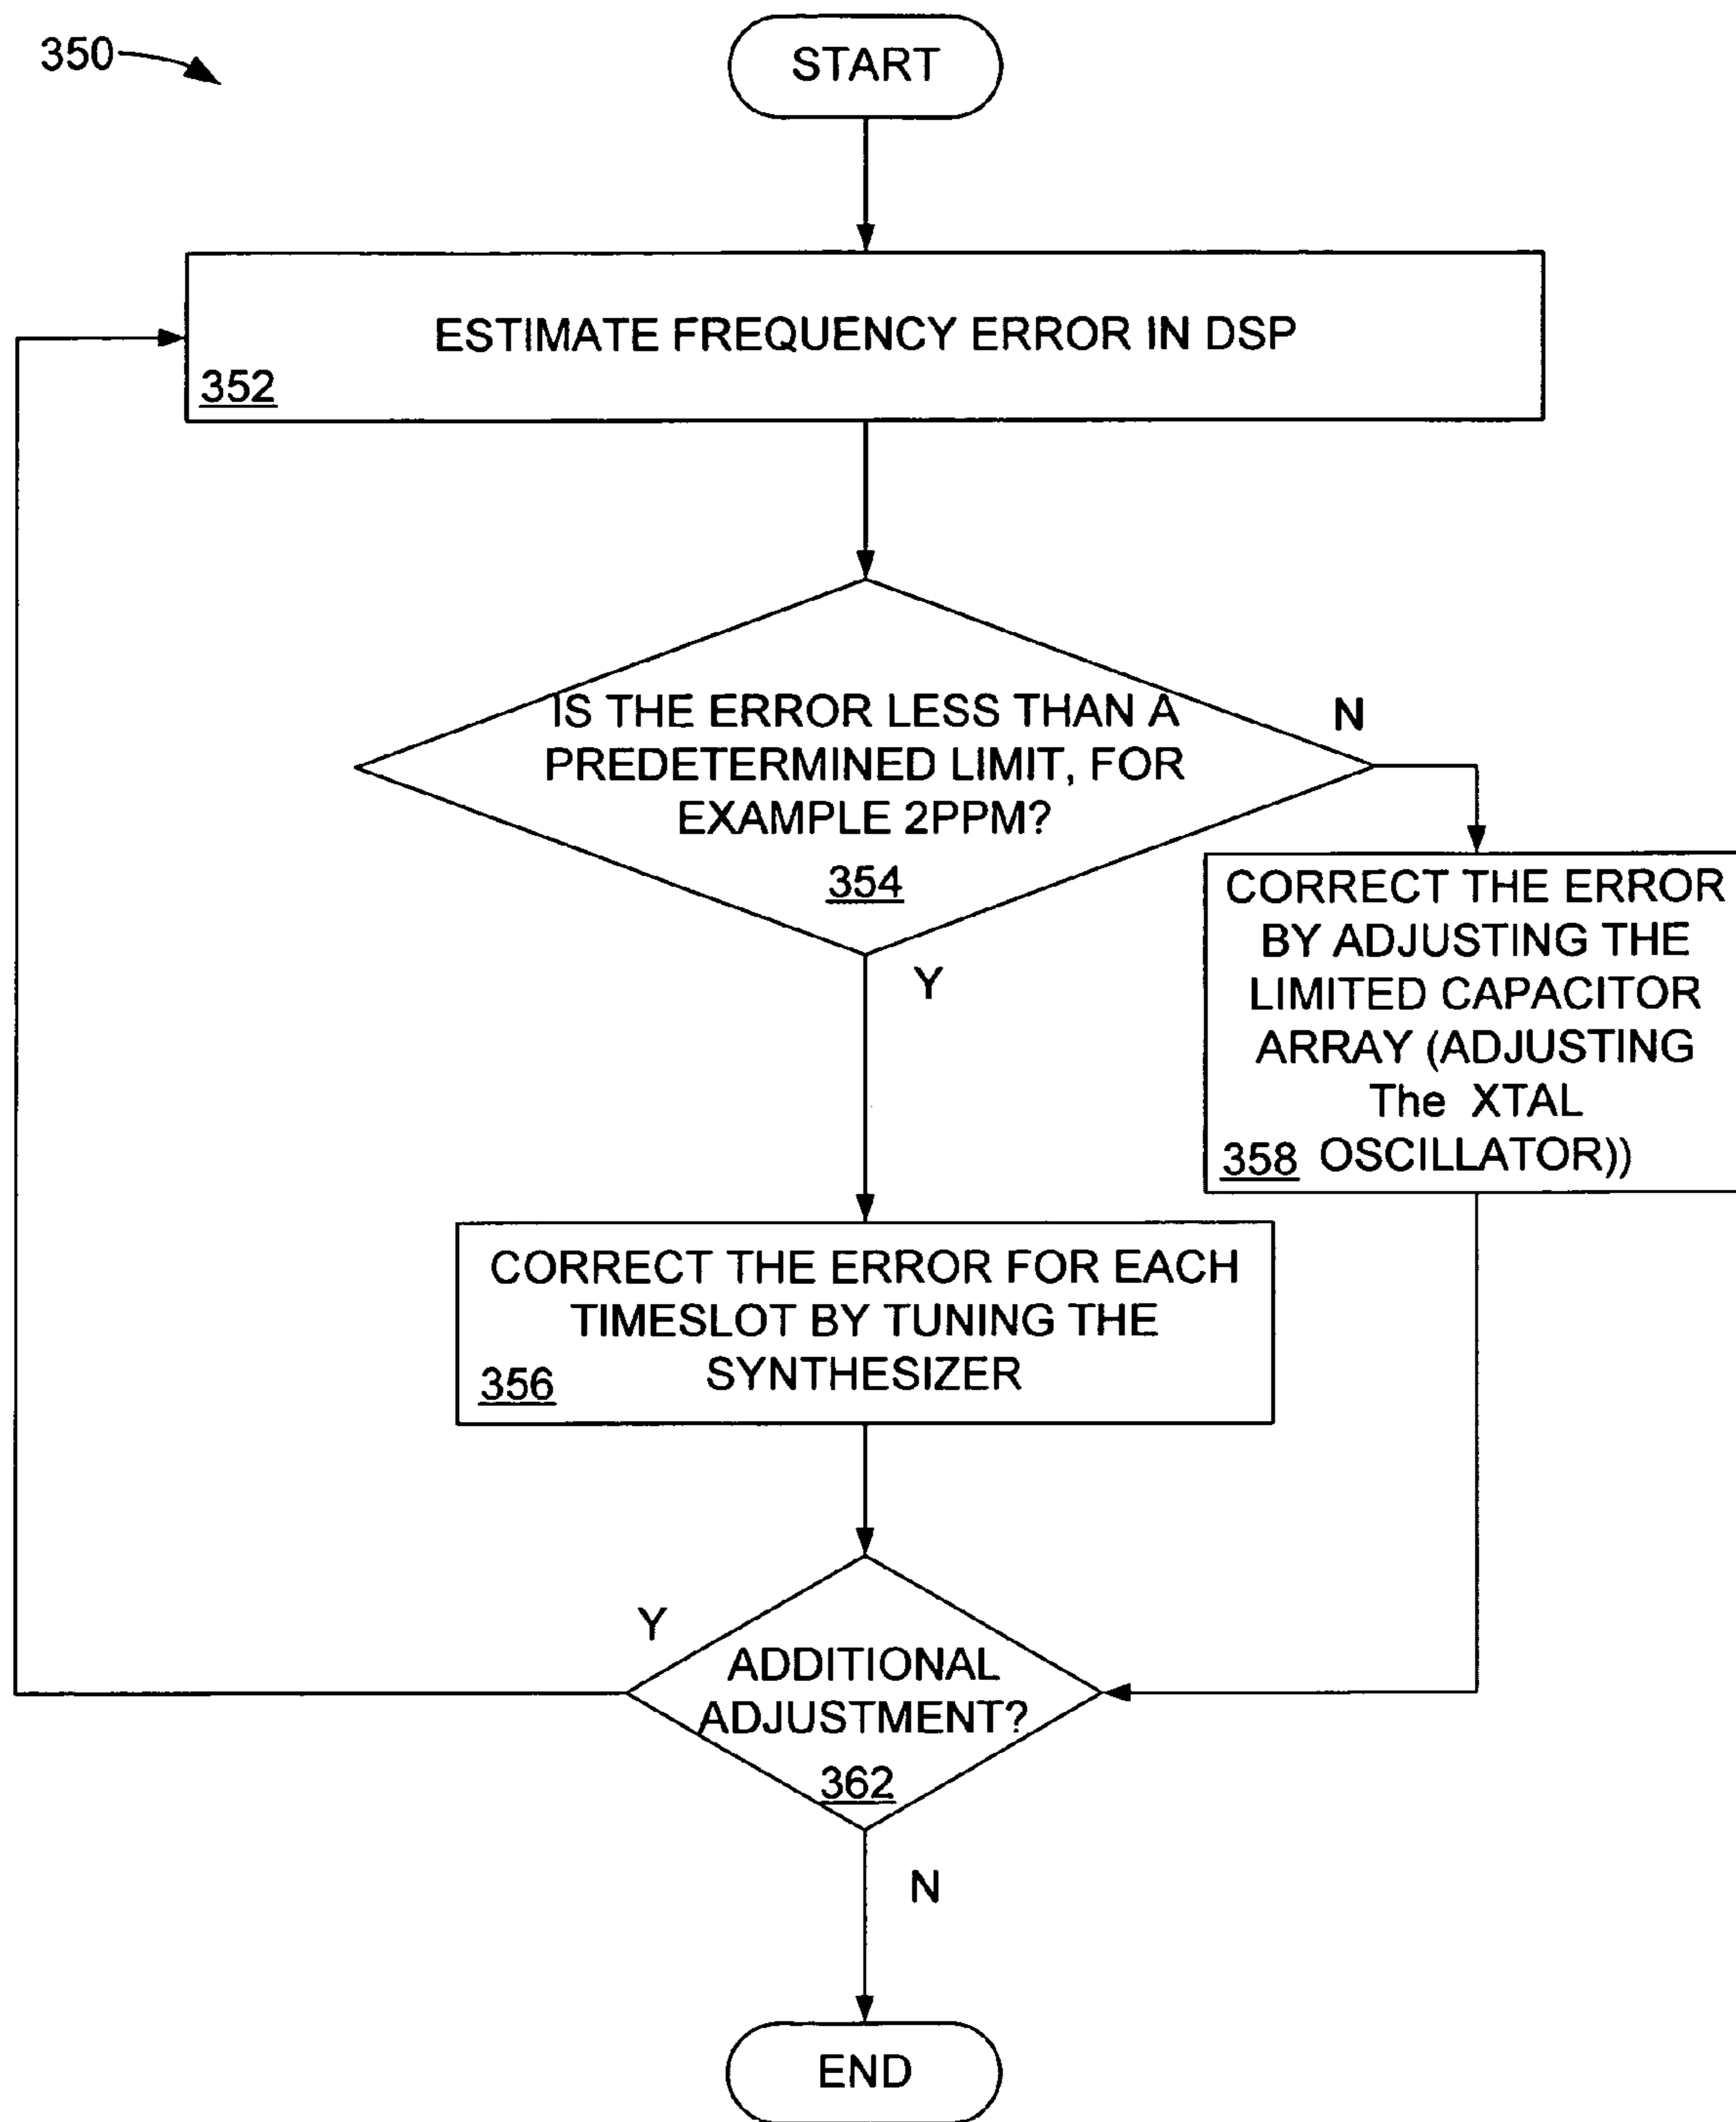 350
START
ESTIMATE FREQUENCY ERROR IN DSP
352
IS THE ERROR LESS THAN A
PREDETERMINED LIMIT, FOR
EXAMPLE 2PPM?
354
N
Y
CORRECT THE ERROR
BY ADJUSTING THE
LIMITED CAPACITOR
ARRAY (ADJUSTING
The XTAL
358 OSCILLATOR))
CORRECT THE ERROR FOR EACH
TIMESLOT BY TUNING THE
SYNTHESIZER
356
Y
ADDITIONAL
ADJUSTMENT?
362
N
END